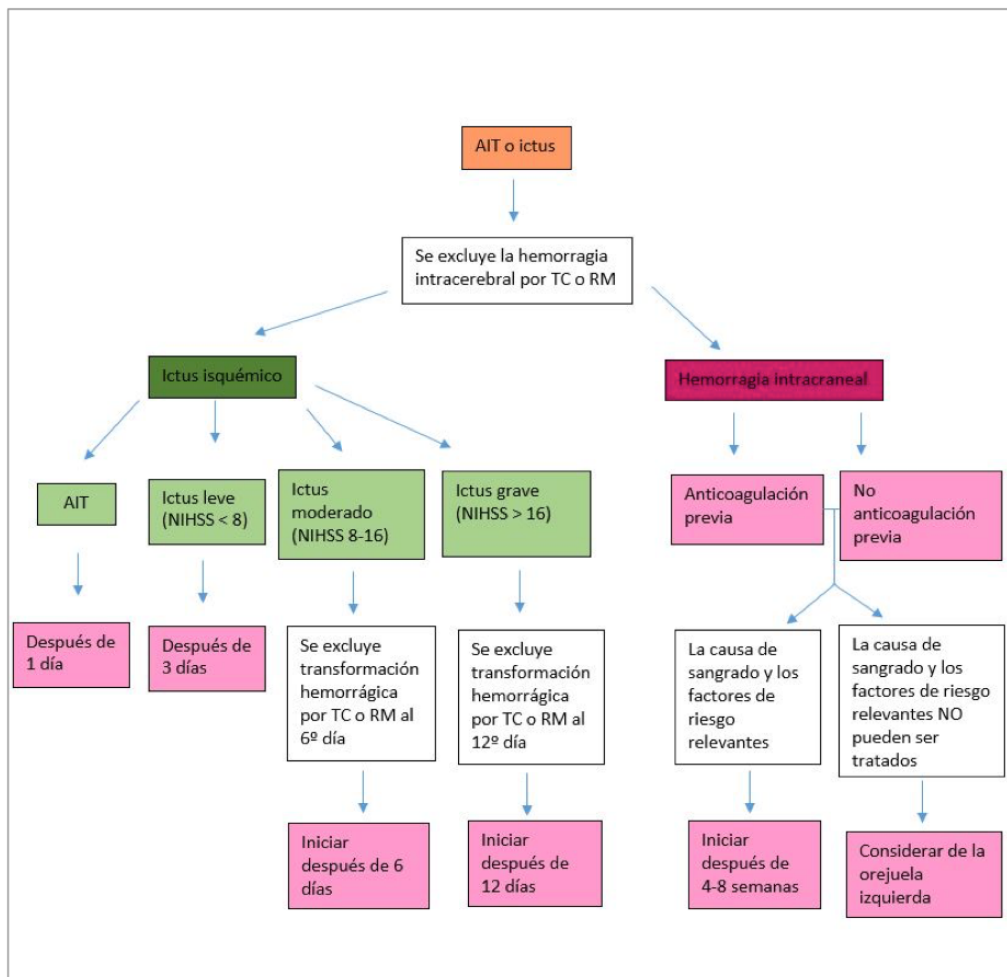 AIT o ictus
Se excluye la hemorragia
intracerebral por TC o RM
Ictus isquémico
Hemorragia intracraneal
AIT
Ictus leve
(NIHSS < 8)
Ictus
moderado
(NIHSS 8-16)
Ictus grave
(NIHSS > 16)
Anticoagulación
previa
No
anticoagulación
previa
Después de
1 día
Después de
3 días
Se excluye
transformación
hemorrágica
por TC o RM al
6º día
Se excluye
transformación
hemorrágica
por TC o RM al
12º día
La causa de
sangrado y los
factores de
riesgo
relevantes
La causa de
sangrado y los
factores de riesgo
relevantes NO
pueden ser
tratados
Iniciar
después de 6
días
Iniciar
después de
12 días
Iniciar
después de
4-8 semanas
Considerar de la
orejuela
izquierda